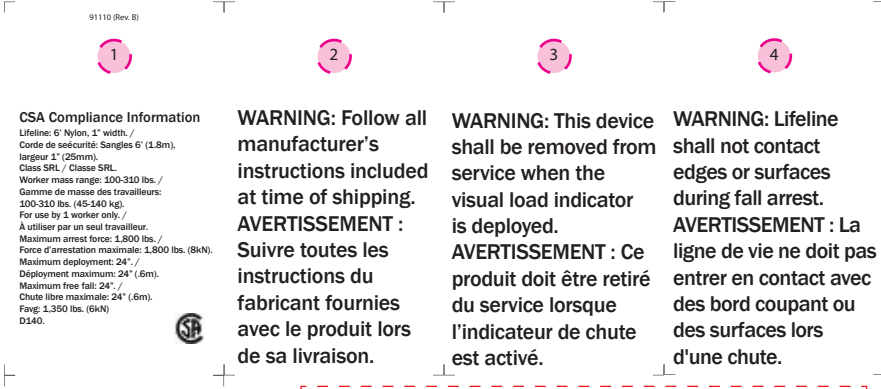 91110 (Rev. B)
1
CSA Compliance Information
Lifeline: 6' Nylon, 1" width. /
Corde de seécurité: Sangles 6' (1.8m),
largeur 1" (25mm).
Class SRL / Classe SRL.
Worker mass range: 100-310 lbs. /
Gamme de masse des travailleurs:
100-310 lbs. (45-140 kg).
For use by 1 worker only. /
À utiliser par un seul travailleur.
Maximum arrest force: 1,800 lbs. /
Force d'arrestation maximale: 1,800 lbs. (8kN).
Maximum deployment: 24". /
Déployment maximum: 24" (.6m).
Maximum free fall: 24". /
Chute libre maximale: 24" (.6m).
Favg: 1,350 lbs. (6kN)
D140.
SA
2
WARNING: Follow all
manufacturer's
instructions included
at time of shipping.
AVERTISSEMENT :
Suivre toutes les
instructions du
fabricant fournies
avec le produit lors
de sa livraison.
3
WARNING: This device
shall be removed from
service when the
visual load indicator
is deployed.
AVERTISSEMENT : Ce
produit doit être retiré
du service lorsque
l'indicateur de chute
est activé.
4
WARNING: Lifeline
shall not contact
edges or surfaces
during fall arrest.
AVERTISSEMENT : La
ligne de vie ne doit pas
entrer en contact avec
des bord coupant ou
des surfaces lors
d'une chute.